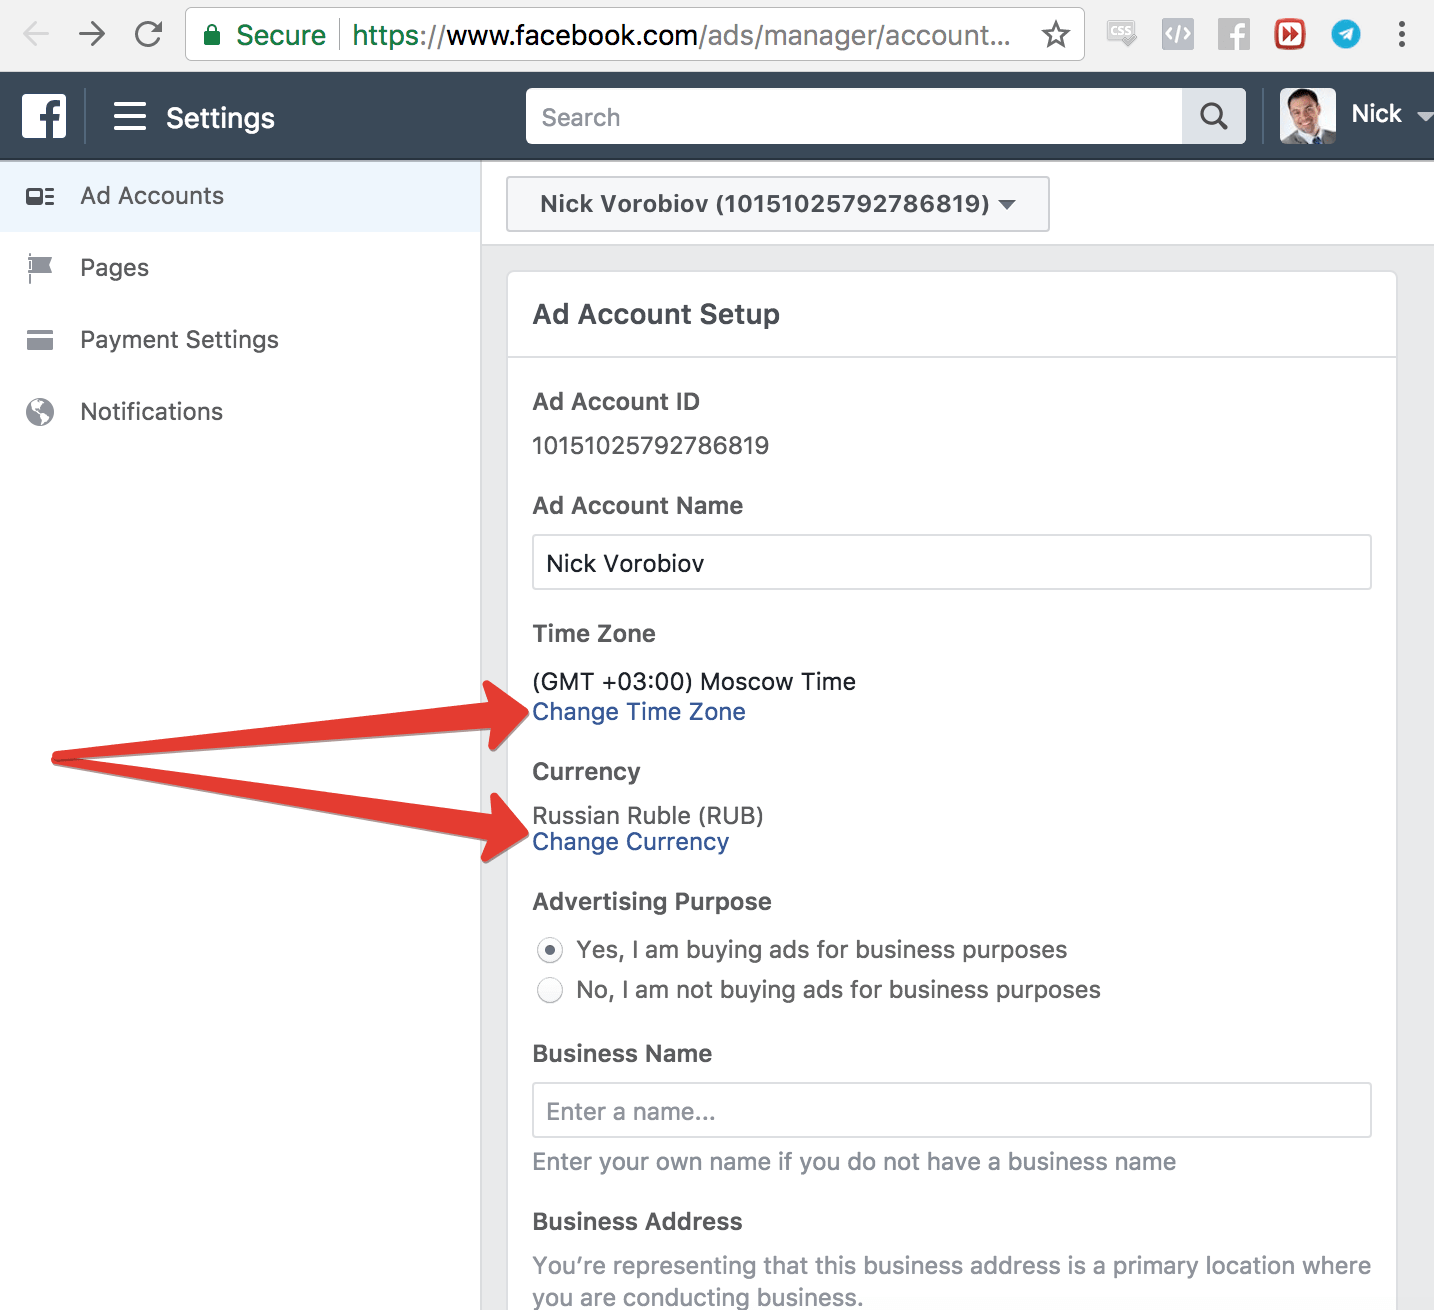 Secure https://www.facebook.com/ads/manager/account...
CSS
Settings
Search
Nick
Ad Accounts
Pages
Payment Settings
Notifications
Nick Vorobiov (10151025792786819)
Ad Account Setup
Ad Account ID
10151025792786819
Ad Account Name
Nick Vorobiov
Time Zone
(GMT +03:00) Moscow Time
Change Time Zone
Currency
Russian Ruble (RUB)
Change Currency
Advertising Purpose
Yes, I am buying ads for business purposes
No, I am not buying ads for business purposes
Business Name
Enter a name...
Enter your own name if you do not have a business name
Business Address
You’re representing that this business address is a primary location where
you are conducting business.